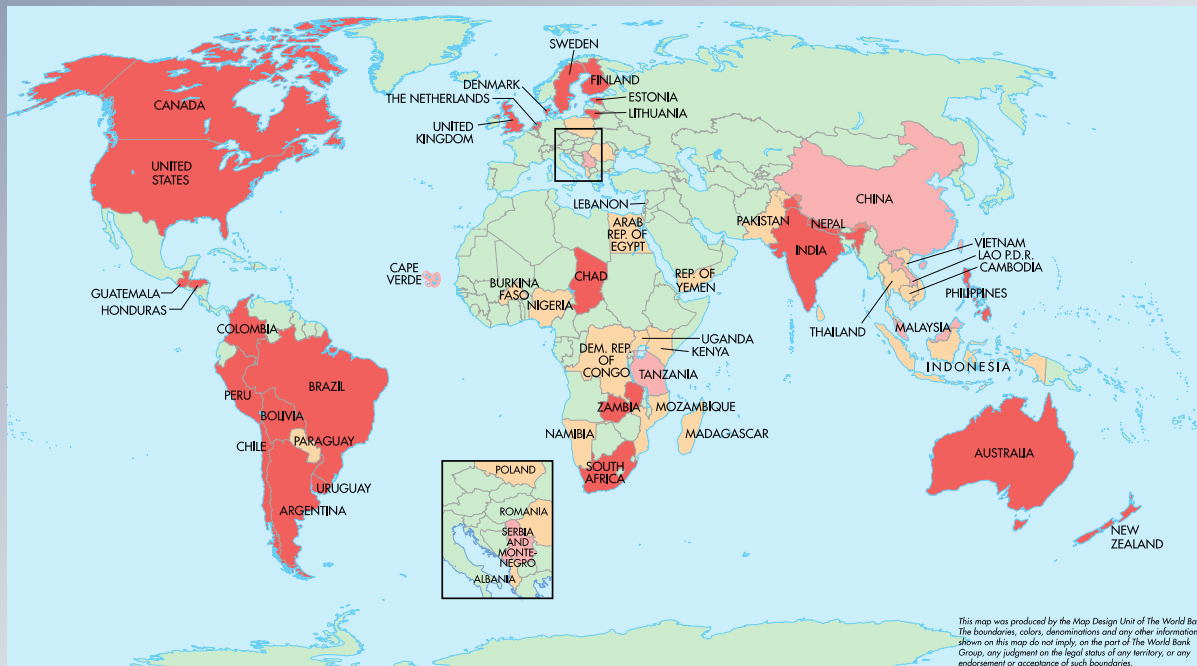 SWEDEN
FINLAND
DENMARK
THE NETHERLANDS
ESTONIA
LITHUANIA
UNITED
KINGDOM
CANADA
UNITED
STATES
LEBANON
ARAB
REP. OF
EGYPT
PAKISTAN
NEPAL
CHINA
INDIA
VIETNAM
LAO P.D.R.
CAMBODIA
CAPE
VERDE
BURKINA
FASO
CHAD
REP. OF
YEMEN
GUATEMALA
HONDURAS
NIGERIA
PHILIPPINES
THAILAND
COLOMBIA
MALAYSIA
UGANDA
KENYA
DEM. REP.
OF
CONGO
TANZANIA
INDONESIA
PERU
BRAZIL
BOLIVIA
ZAMBIA
MOZAMBIQUE
CHILE
PARAGUAY
NAMIBIA
MADAGASCAR
AUSTRALIA
SOUTH
AFRICA
URUGUAY
ARGENTINA
POLAND
ROMANIA
SERBIA
AND
MONTE-
NEGRO
ALBANIA
NEW
ZEALAND
This map was produced by the Map Design Unit of The World Ba
The boundaries, colors, denominations and any other information
shown on this map do not imply, on the part of The World Bank
Group, any judgment on the legal status of any territory, or any
endorsement or acceptance of such boundaries.